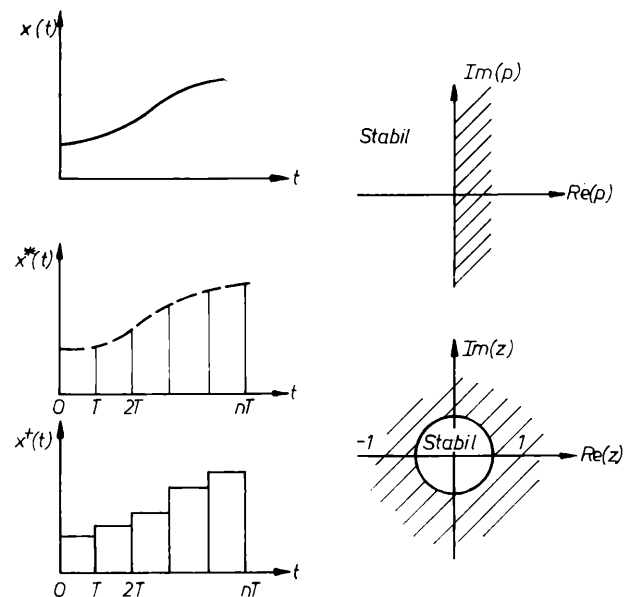 x(t)
t
x*(t)
0 T 2T nT
t
x⁺(t)
0 T 2T nT
t
Im(p)
Stabil
Re(p)
Im(z)
-1 Stabil 1
Re(z)